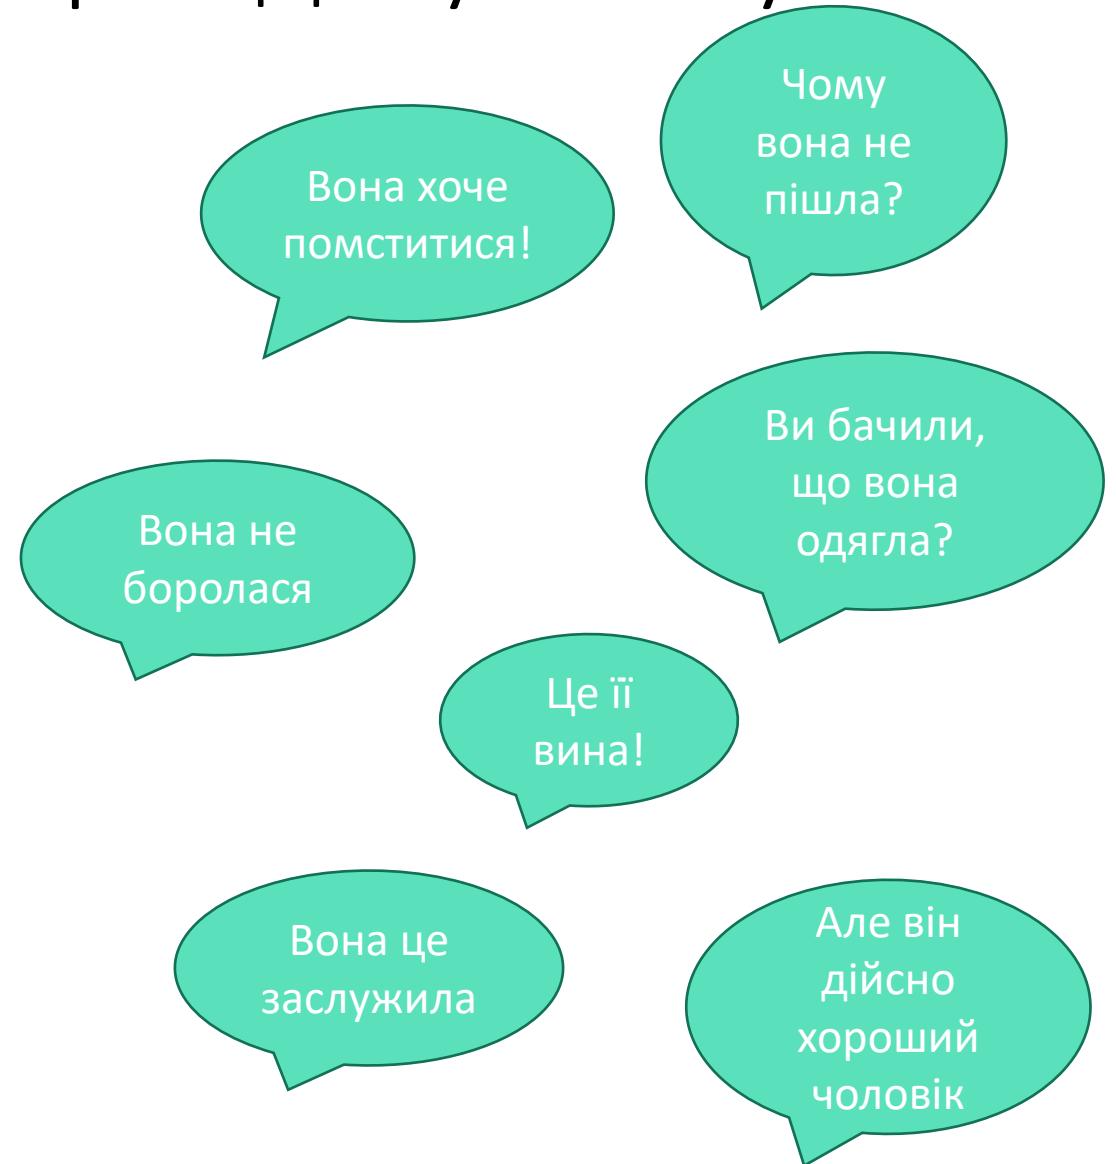 Чому
вона не
пішла?
Вона хоче
помститися!
Ви бачили,
що вона
одягла?
Вона не
боролася
Це її
вина!
Вона це
заслужила
Але він
дійсно
хороший
чоловік